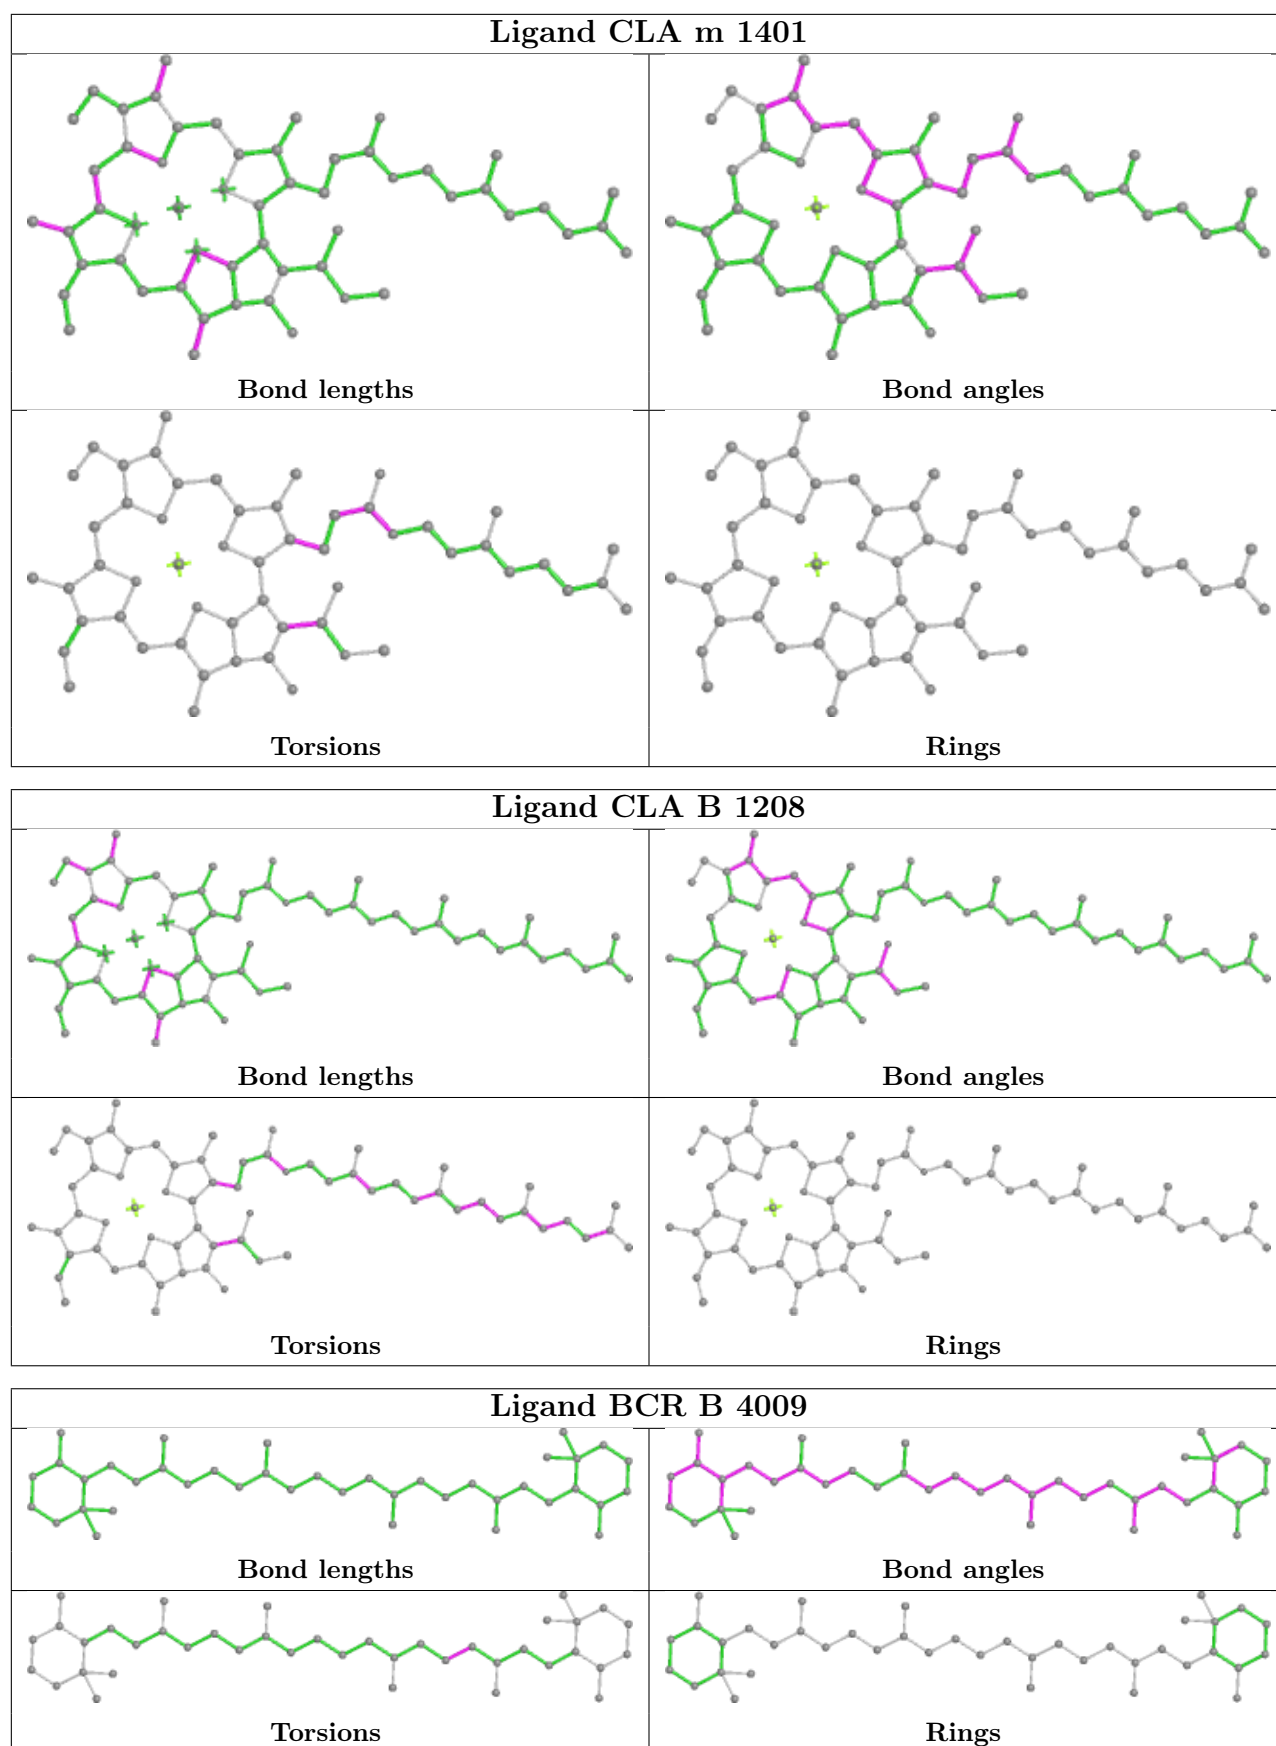 Ligand CLA m 1401
Bond lengths
Bond angles
Torsions
Rings
Ligand CLA B 1208
Bond lengths
Bond angles
Torsions
Rings
Ligand BCR B 4009
Bond lengths
Bond angles
Torsions
Rings